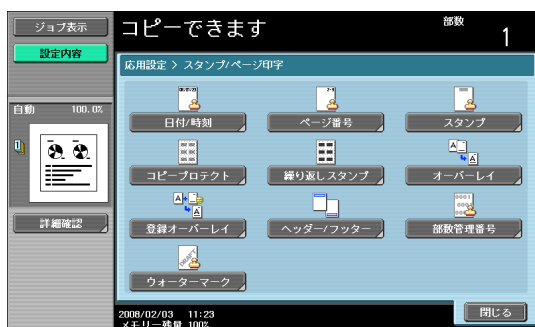 ジョブ表示
設定内容
コピーできます
部数
1
応用設定 > スタンプ/ページ印字
自動 100.0%
日付/時刻
ページ番号
スタンプ
コピープロテクト
繰り返しスタンプ
オーバーレイ
登録オーバーレイ
ヘッダー/フッター
部数管理番号
ウォーターマーク
詳細確認
2008/02/03 11:23
メモリー残量 100%
閉じる